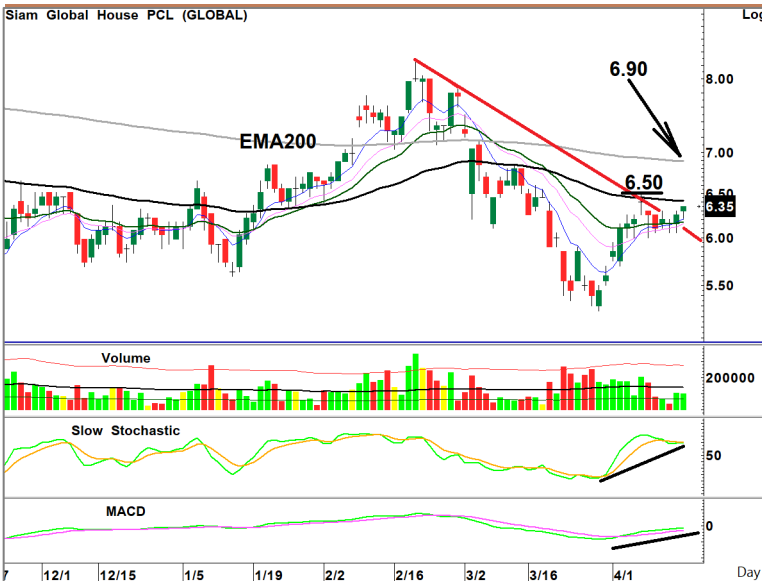 Siam Global House PCL (GLOBAL)
Log
8.00
6.90
EMA200
7.00
6.50
6.50
6.35
6.00
5.50
Volume
200000
Slow Stochastic
50
MACD
0
7 12/1 12/15 1/5 1/19 2/2 2/16 3/2 3/16 4/1 Day